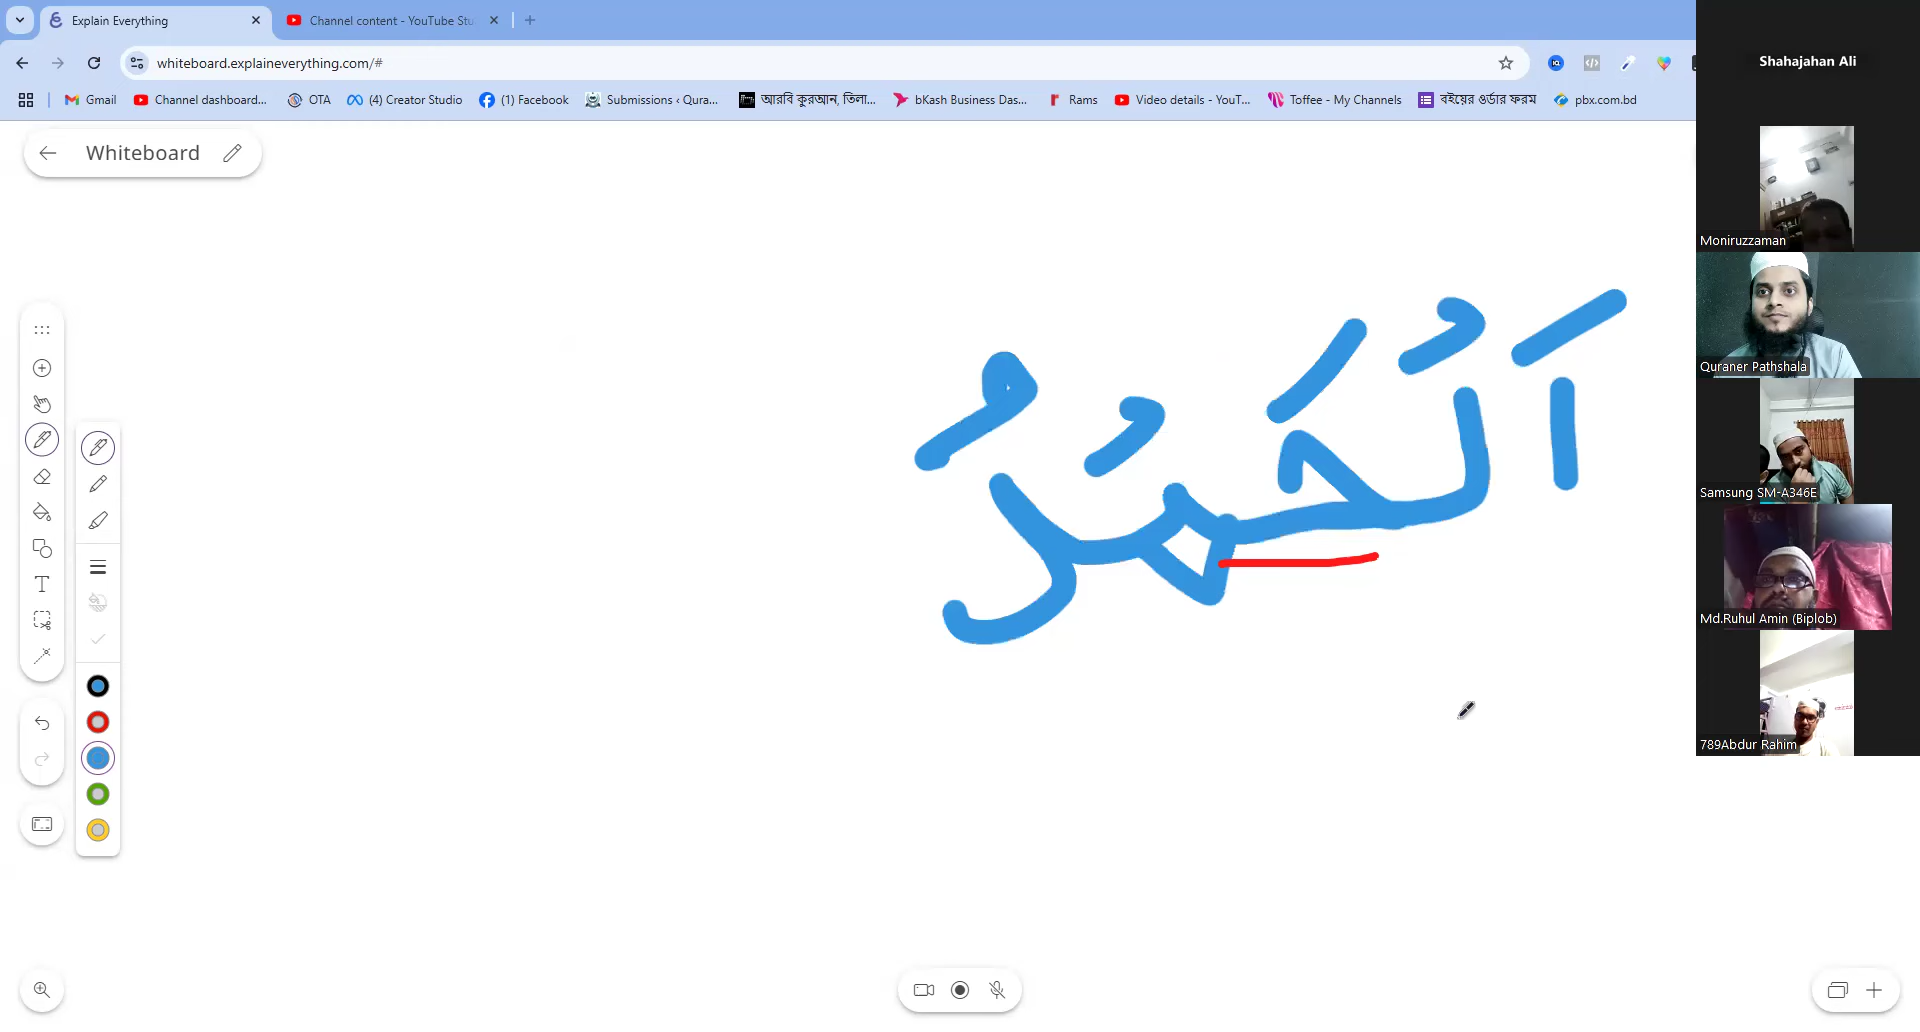 Explain Everything
Channel content - YouTube Stu
whiteboard.explaineverything.com/#
Gmail
Channel dashboard...
OTA
(4) Creator Studio
(1) Facebook
Submissions ‹ Qura...
আরবি কুরআন, তিলা...
bKash Business Das...
Rams
Video details - YouT...
Toffee - My Channels
বইয়ের ওর্ডার ফরম
pbx.com.bd
Whiteboard
اَلْحَمْدُ
Shahajahan Ali
Moniruzzaman
Quraner Pathshala
Samsung SM-A346E
Md.Ruhul Amin (Biplob)
789Abdur Rahim